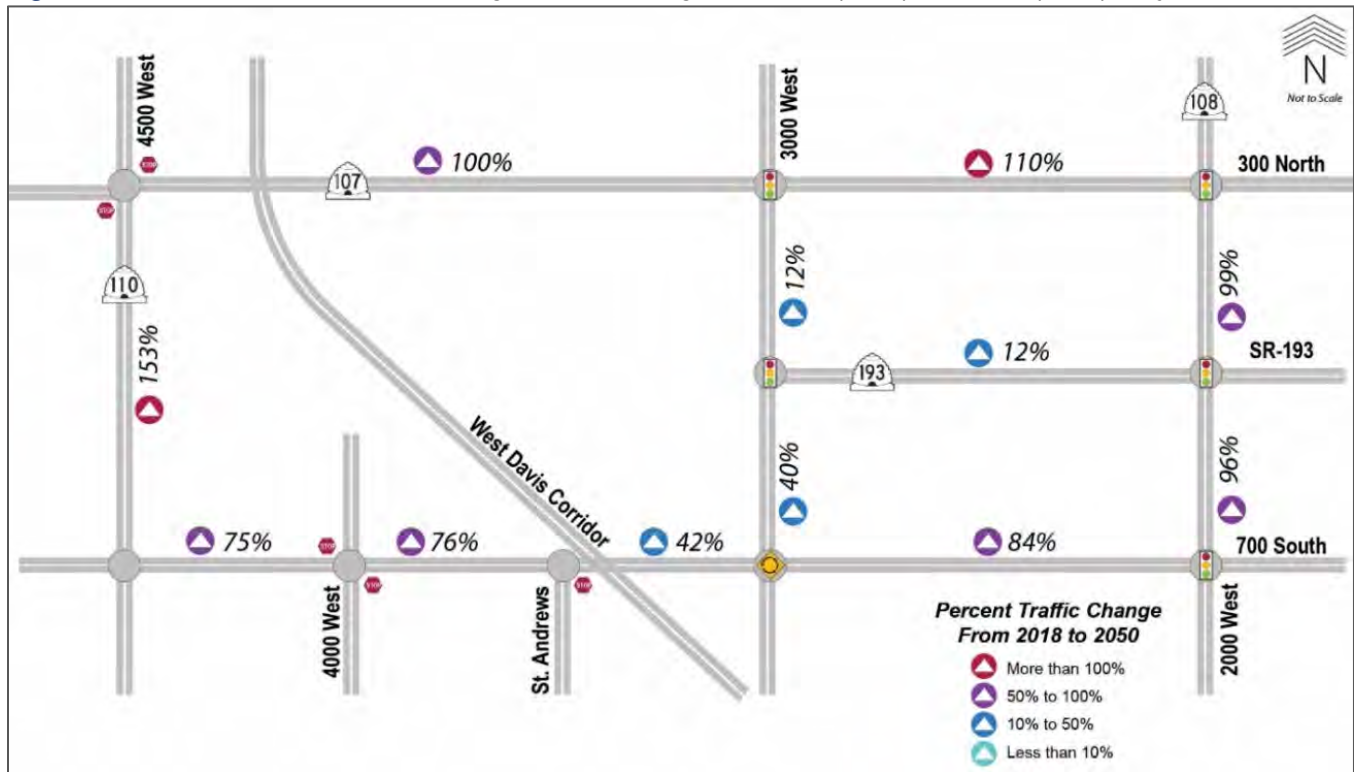 4500 West
3000 West
108
N
Not to Scale
STOP
100%
110%
300 North
107
STOP
110
12%
99%
153%
12%
SR-193
193
West Davis Corridor
40%
96%
STOP
75%
76%
42%
84%
700 South
STOP
STOP
4000 West
St. Andrews
2000 West
Percent Traffic Change
From 2018 to 2050
More than 100%
50% to 100%
10% to 50%
Less than 10%